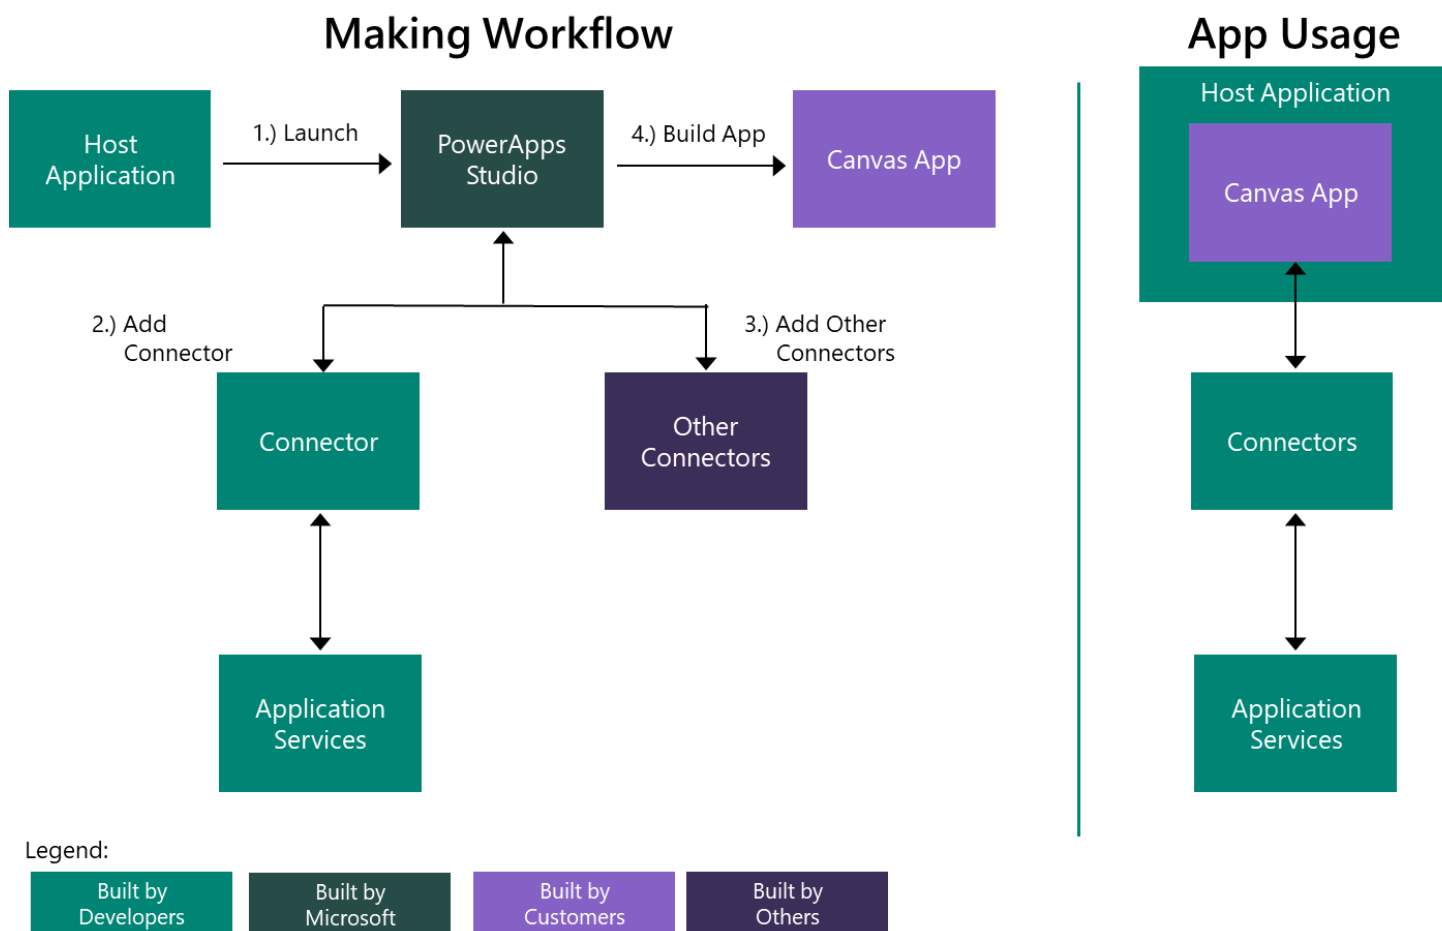 Making Workflow
App Usage
Host
Application
1.) Launch
PowerApps
Studio
4.) Build App
Canvas App
2.) Add
Connector
3.) Add Other
Connectors
Connector
Other
Connectors
Application
Services
Host Application
Canvas App
Connectors
Application
Services
Legend:
Built by
Developers
Built by
Microsoft
Built by
Customers
Built by
Others